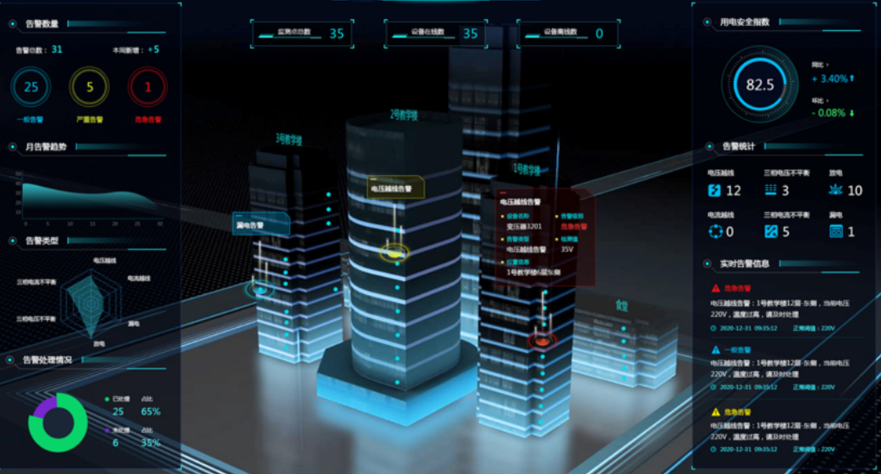 告警数量
告警总数： 31
本周新增： +5
25
5
1
一般告警
严重告警
危急告警
月告警趋势
50
40
30
20
10
0 5 10 15 20 25 30
告警类型
电压越线
电流越线
漏电
放电
三相电压不平衡
三相电流不平衡
告警处理情况
已处理 占比
25 65%
未处理 占比
6 35%
监测点总数 35
设备在线数 35
设备离线数 0
3号教学楼
2号教学楼
1号教学楼
食堂
漏电告警
电压越线告警
电压越线告警
设备名称
变压器3201
告警级别
危急告警
告警类型
电压越线告警
检测值
35V
位置信息
1号教学楼6层东侧
用电安全指数
82.5
同比
+ 3.40%
环比
- 0.08%
告警统计
电压越线
12
三相电压不平衡
3
放电
10
电流越线
0
三相电流不平衡
5
漏电
1
实时告警信息
危急告警
电压越线告警：1号教学楼12层-东侧，当前电压
220V，温度过高，请及时处理
2020-12-31 09:35:12 正常阈值：220V
一般告警
电压越线告警：1号教学楼12层-东侧，当前电压
220V，温度过高，请及时处理
2020-12-31 09:35:12 正常阈值：220V
危急告警
电压越线告警：1号教学楼12层-东侧，当前电压
220V，温度过高，请及时处理
2020-12-31 09:35:12 正常阈值：220V